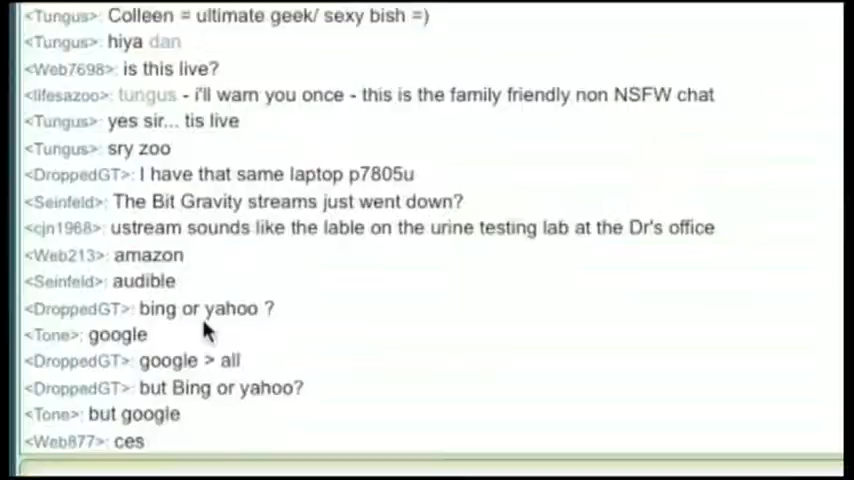 <Tungus>: Colleen = ultimate geek/ sexy bish =)
<Tungus>: hiya dan
<Web7698>: is this live?
<lifesazoo>: tungus - i'll warn you once - this is the family friendly non NSFW chat
<Tungus>: yes sir... tis live
<Tungus>: sry zoo
<DroppedGT>: I have that same laptop p7805u
<Seinfeld>: The Bit Gravity streams just went down?
<cjn1968>: ustream sounds like the lable on the urine testing lab at the Dr's office
<Web213>: amazon
<Seinfeld>: audible
<DroppedGT>: bing or yahoo ?
<Tone>: google
<DroppedGT>: google > all
<DroppedGT>: but Bing or yahoo?
<Tone>: but google
<Web877>: ces